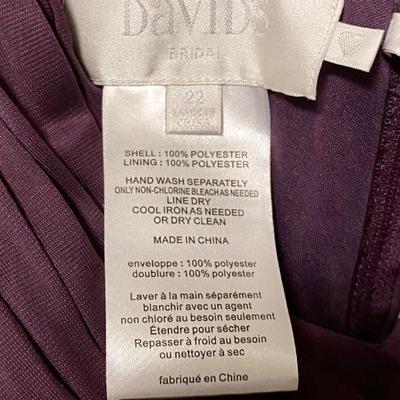 DAVID'S
BRIDAL
22
SHELL : 100% POLYESTER
LINING : 100% POLYESTER
HAND WASH SEPARATELY
ONLY NON-CHLORINE BLEACH AS NEEDED
LINE DRY
COOL IRON AS NEEDED
OR DRY CLEAN
MADE IN CHINA
enveloppe : 100% polyester
doublure : 100% polyester
Laver à la main séparément
blanchir avec un agent
non chloré au besoin seulement
Étendre pour sécher
Repasser à froid au besoin
ou nettoyer à sec
fabriqué en Chine